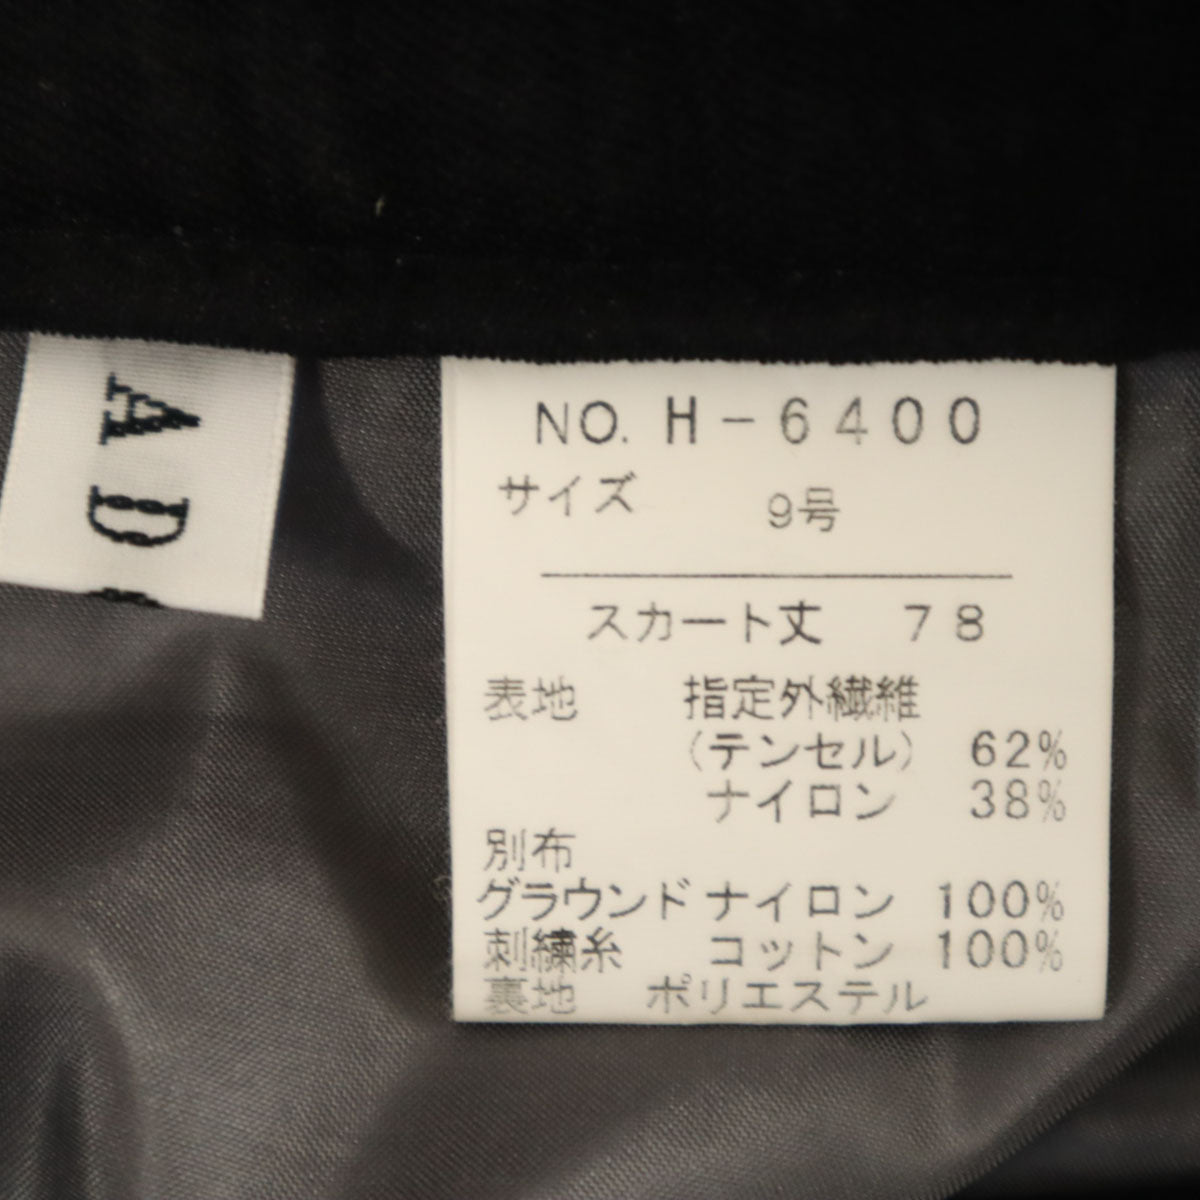 AD
NO. H-6400
サイズ 9号
スカート丈 78
表地 指定外繊維
(テンセル) 62%
ナイロン 38%
別布
グラウンド ナイロン 100%
刺繍糸 コットン 100%
裏地 ポリエステル